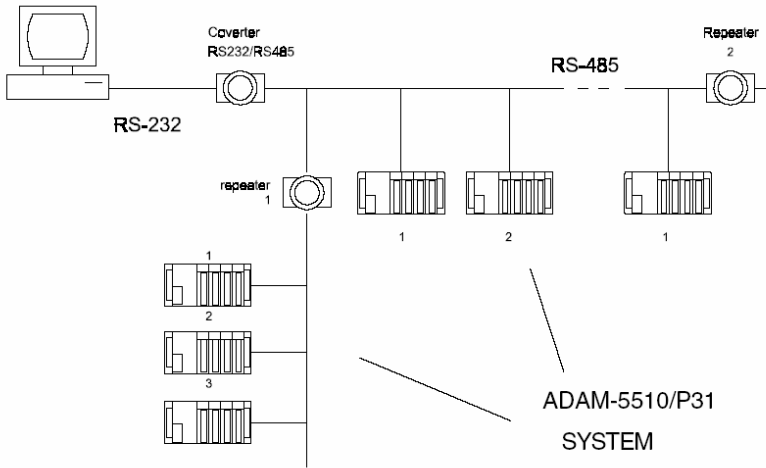 Coverter
RS232/RS485
Repeater
2
RS-485
RS-232
repeater
1
1
2
1
1
2
3
ADAM-5510/P31
SYSTEM